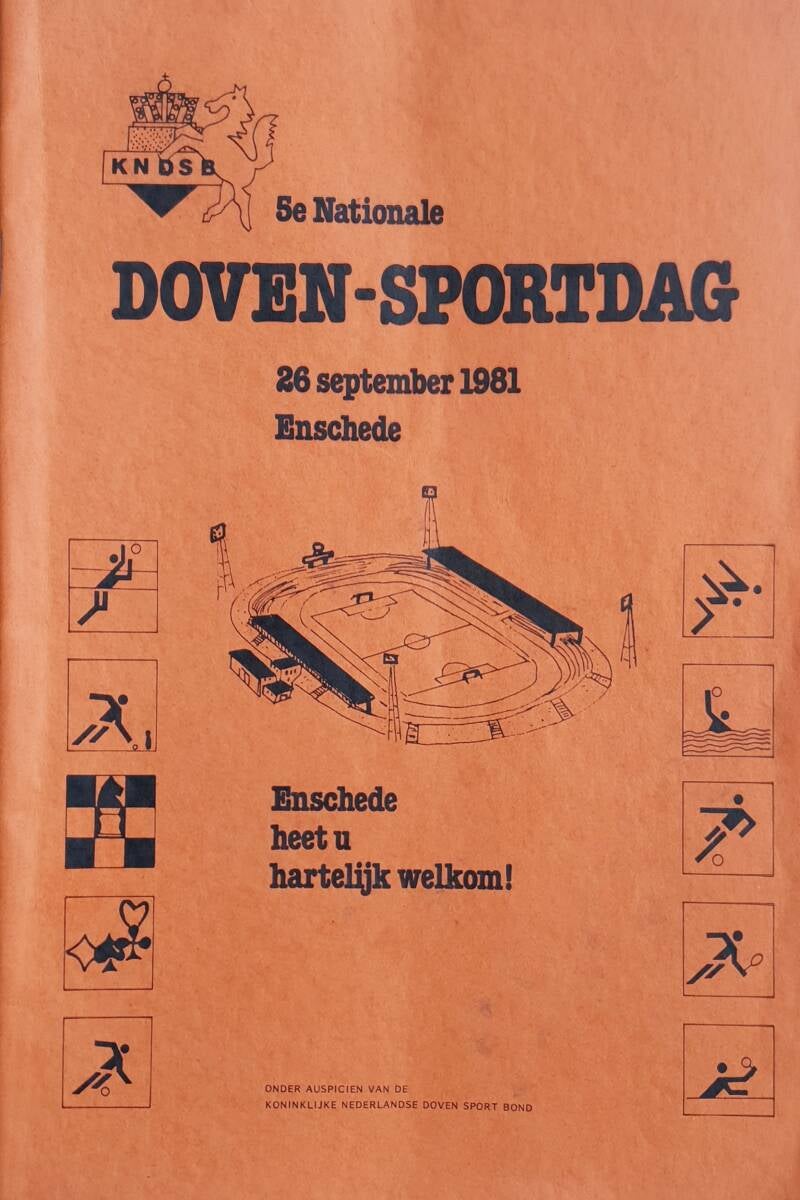 KNDSB
5e Nationale
DOVEN-SPORTDAG
26 september 1981
Enschede
Enschede
heet u
hartelijk welkom!
ONDER AUSPICIEN VAN DE
KONINKLIJKE NEDERLANDSE DOVEN SPORT BOND